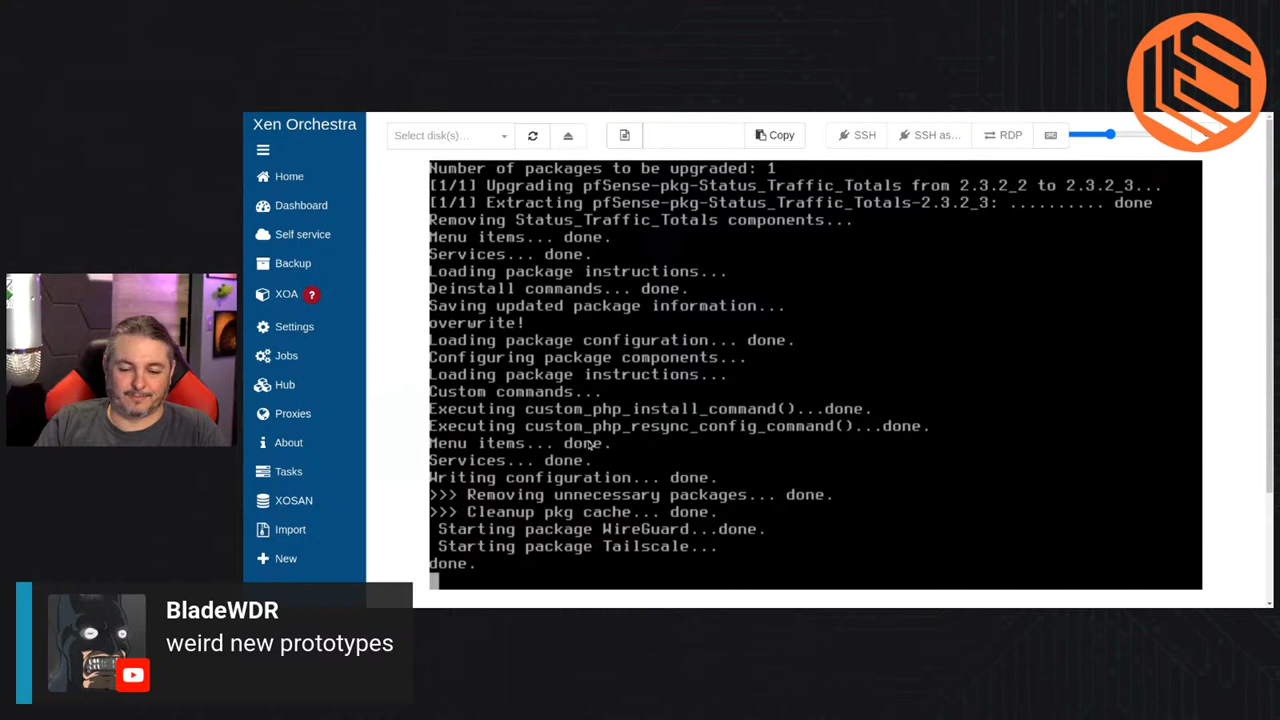 Xen Orchestra
Home
Dashboard
Self service
Backup
XOA ?
Settings
Jobs
Hub
Proxies
About
Tasks
XOSAN
Import
New
Select disk(s)...
Copy
SSH
SSH as...
RDP
Number of packages to be upgraded: 1
[1/1] Upgrading pfSense-pkg-Status_Traffic_Totals from 2.3.2_2 to 2.3.2_3...
[1/1] Extracting pfSense-pkg-Status_Traffic_Totals-2.3.2_3: .......... done
Removing Status_Traffic_Totals components...
Menu items... done.
Services... done.
Loading package instructions...
Deinstall commands... done.
Saving updated package information...
overwrite!
Loading package configuration... done.
Configuring package components...
Loading package instructions...
Custom commands...
Executing custom_php_install_command()...done.
Executing custom_php_resync_config_command()...done.
Menu items... done.
Services... done.
Writing configuration... done.
>>> Removing unnecessary packages... done.
>>> Cleanup pkg cache... done.
Starting package WireGuard...done.
Starting package Tailscale...
done.
BladeWDR
weird new prototypes